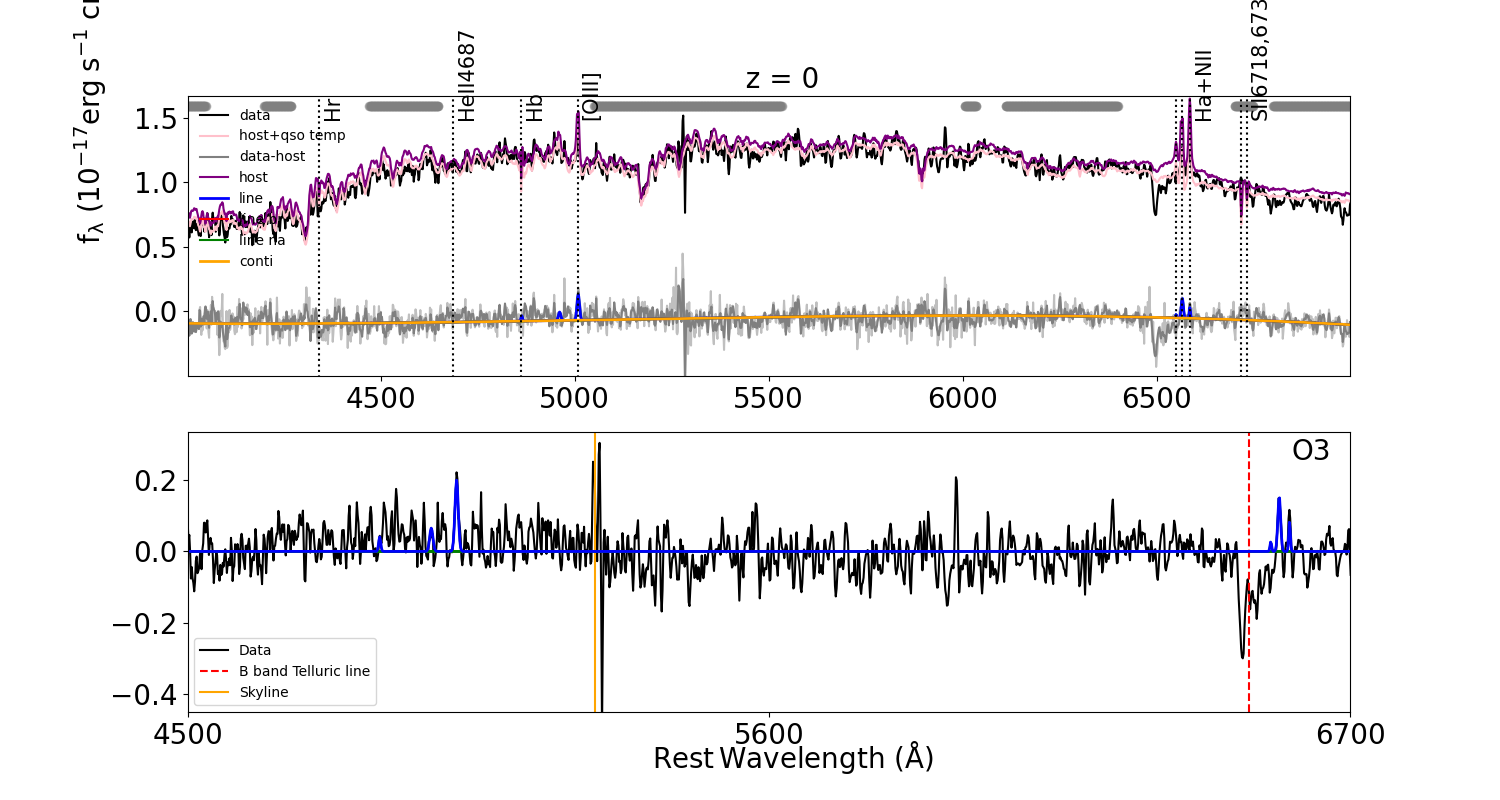 z = 0
f_λ (10^−17 erg s^−1
Hr
HeII4687
Hb
[OIII]
Ha+NII
SII6718,673
data
host+qso temp
data-host
host
line
line na
conti
1.5
1.0
0.5
0.0
4500 5000 5500 6000 6500
O3
0.2
0.0
−0.2
−0.4
Data
B band Telluric line
Skyline
4500 5600 6700
Rest Wavelength (Å)